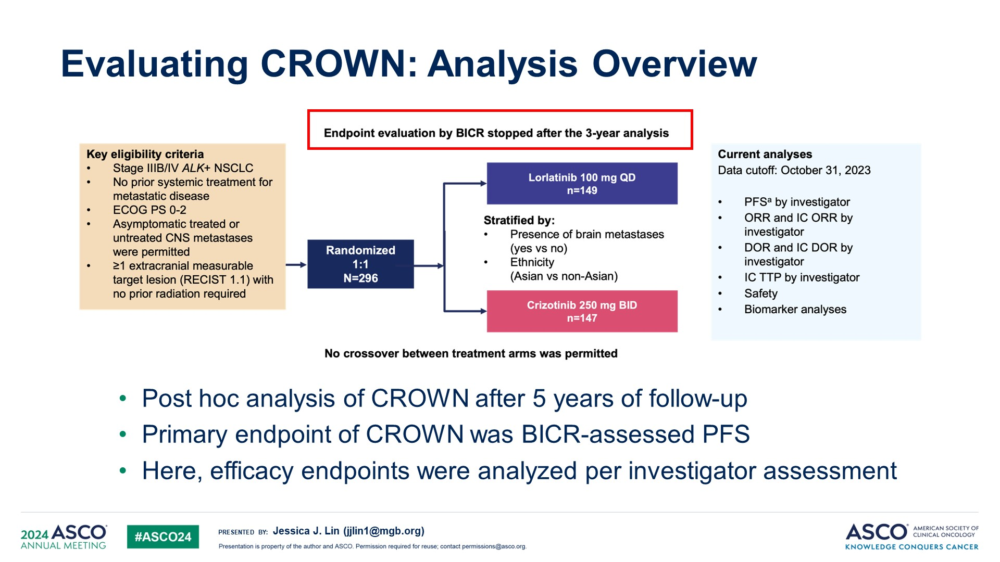 Evaluating CROWN: Analysis Overview
Endpoint evaluation by BICR stopped after the 3-year analysis
Key eligibility criteria
• Stage IIIB/IV ALK+ NSCLC
• No prior systemic treatment for
metastatic disease
• ECOG PS 0-2
• Asymptomatic treated or
untreated CNS metastases
were permitted
• ≥1 extracranial measurable
target lesion (RECIST 1.1) with
no prior radiation required
Randomized
1:1
N=296
Lorlatinib 100 mg QD
n=149
Stratified by:
• Presence of brain metastases
(yes vs no)
• Ethnicity
(Asian vs non-Asian)
Crizotinib 250 mg BID
n=147
No crossover between treatment arms was permitted
Current analyses
Data cutoff: October 31, 2023
• PFSᵃ by investigator
• ORR and IC ORR by
investigator
• DOR and IC DOR by
investigator
• IC TTP by investigator
• Safety
• Biomarker analyses
• Post hoc analysis of CROWN after 5 years of follow-up
• Primary endpoint of CROWN was BICR-assessed PFS
• Here, efficacy endpoints were analyzed per investigator assessment
2024 ASCO
ANNUAL MEETING
#ASCO24
PRESENTED BY: Jessica J. Lin (jjlin1@mgb.org)
Presentation is property of the author and ASCO. Permission required for reuse; contact permissions@asco.org.
ASCO AMERICAN SOCIETY OF
CLINICAL ONCOLOGY
KNOWLEDGE CONQUERS CANCER